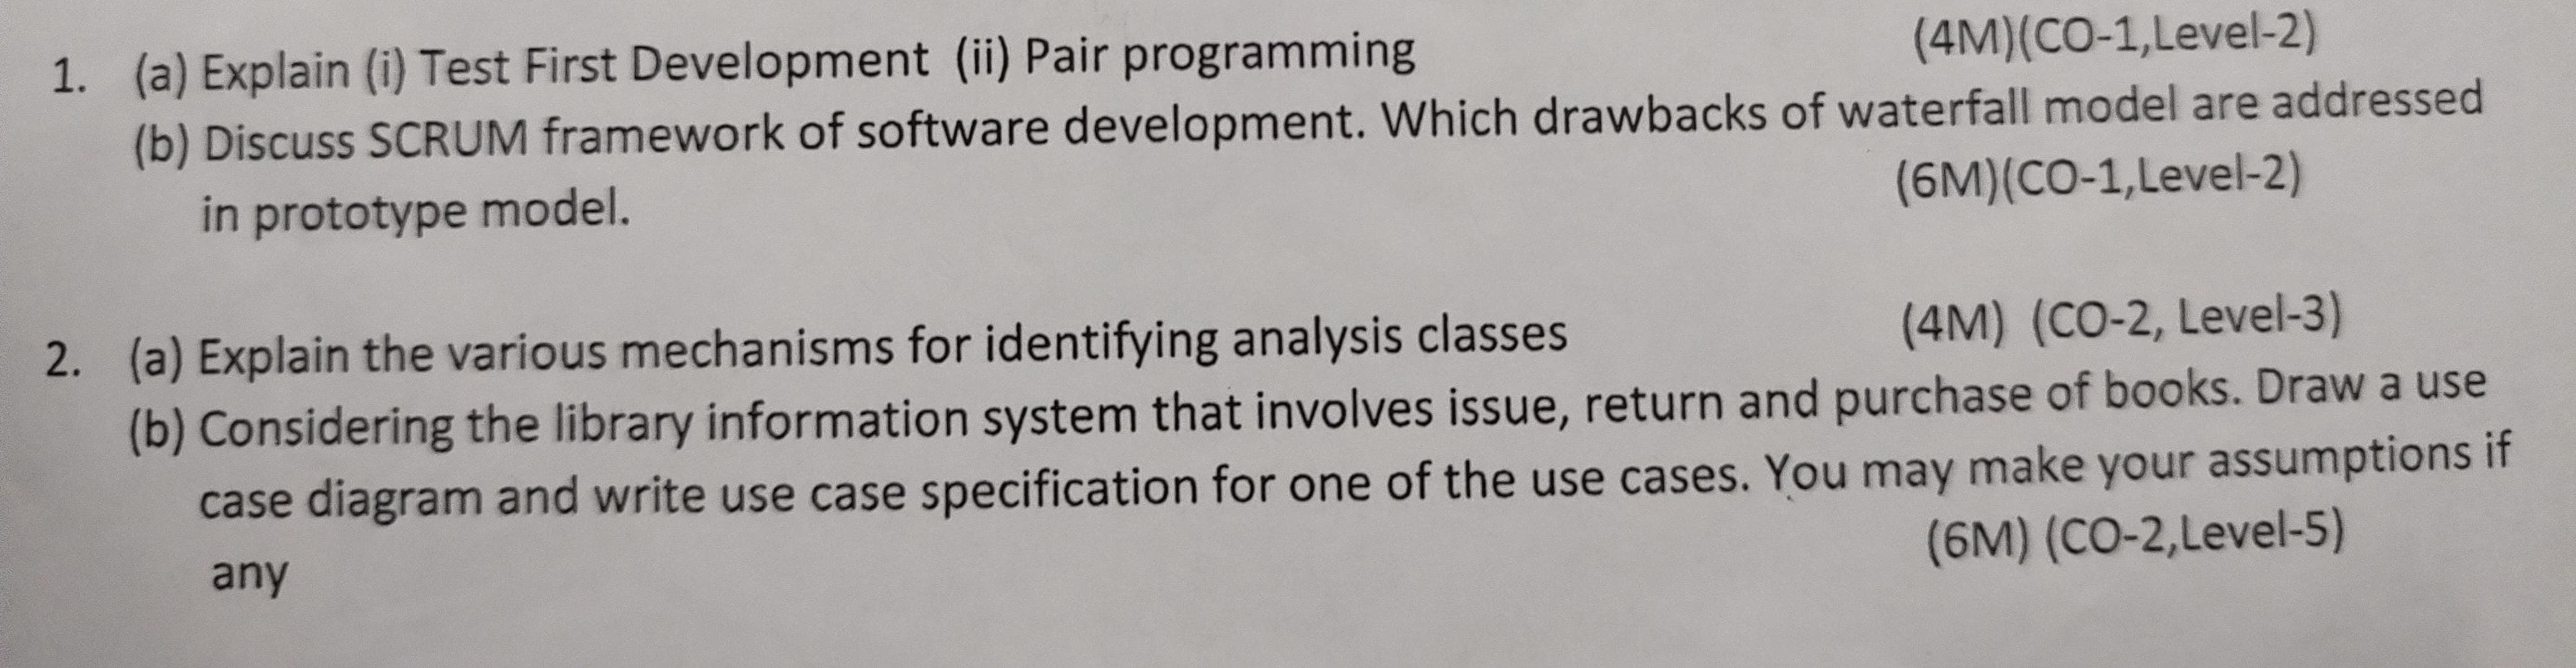 1. (a) Explain (i) Test First Development (ii) Pair programming (4M)(CO-1,Level-2)
(b) Discuss SCRUM framework of software development. Which drawbacks of waterfall model are addressed
in prototype model. (6M)(CO-1,Level-2)
2. (a) Explain the various mechanisms for identifying analysis classes (4M) (CO-2, Level-3)
(b) Considering the library information system that involves issue, return and purchase of books. Draw a use
case diagram and write use case specification for one of the use cases. You may make your assumptions if
any (6M) (CO-2,Level-5)